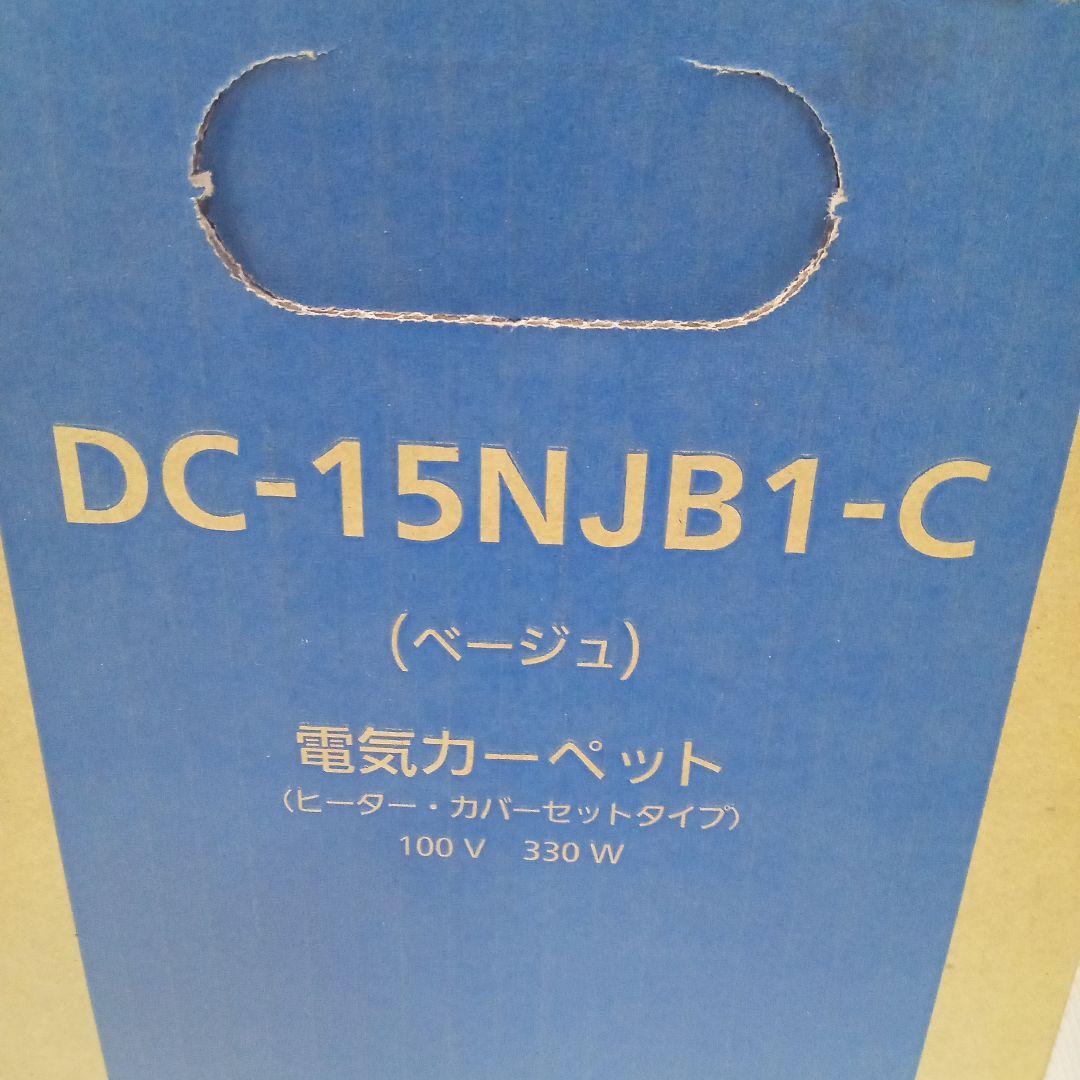 DC-15NJB1-C
(ベージュ)
電気カーペット
(ヒーター・カバーセットタイプ)
100 V 330 W